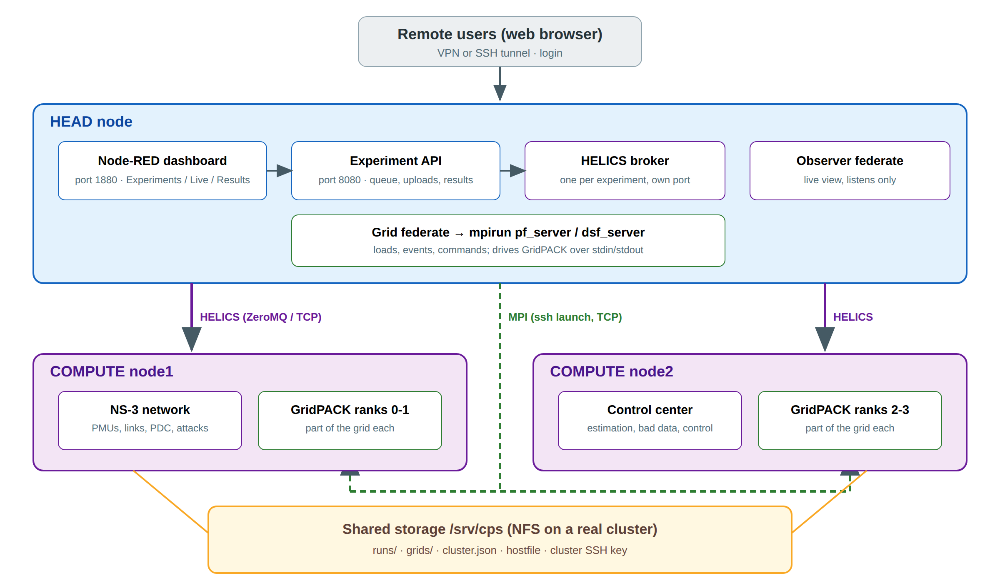 Remote users (web browser)
VPN or SSH tunnel · login
HEAD node
Node-RED dashboard
port 1880 · Experiments / Live / Results
Experiment API
port 8080 · queue, uploads, results
HELICS broker
one per experiment, own port
Observer federate
live view, listens only
Grid federate → mpirun pf_server / dsf_server
loads, events, commands; drives GridPACK over stdin/stdout
HELICS (ZeroMQ / TCP)
MPI (ssh launch, TCP)
HELICS
COMPUTE node1
NS-3 network
PMUs, links, PDC, attacks
GridPACK ranks 0-1
part of the grid each
COMPUTE node2
Control center
estimation, bad data, control
GridPACK ranks 2-3
part of the grid each
Shared storage /srv/cps (NFS on a real cluster)
runs/ · grids/ · cluster.json · hostfile · cluster SSH key